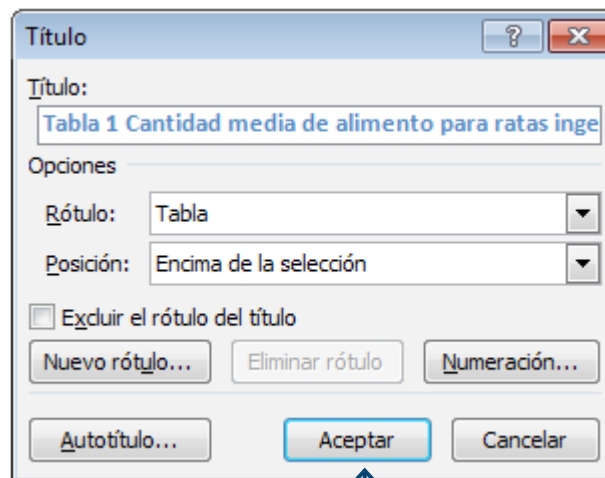 Título
Título:
Tabla 1 Cantidad media de alimento para ratas inge
Opciones
Rótulo: Tabla
Posición: Encima de la selección
Excluir el rótulo del título
Nuevo rótulo... Eliminar rótulo Numeración...
Autotítulo... Aceptar Cancelar